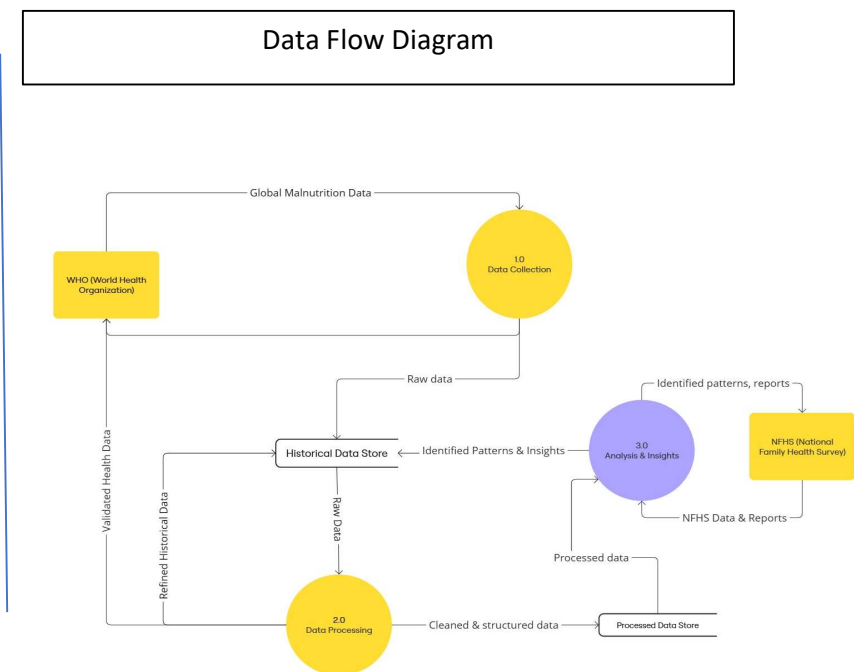 Data Flow Diagram
Global Malnutrition Data
1.0
Data Collection
WHO (World Health
Organization)
Raw data
Identified patterns, reports
Historical Data Store
Identified Patterns & Insights
3.0
Analysis & Insights
NFHS (National
Family Health Survey)
Validated Health Data
Refined Historical Data
Raw Data
NFHS Data & Reports
Processed data
2.0
Data Processing
Cleaned & structured data
Processed Data Store